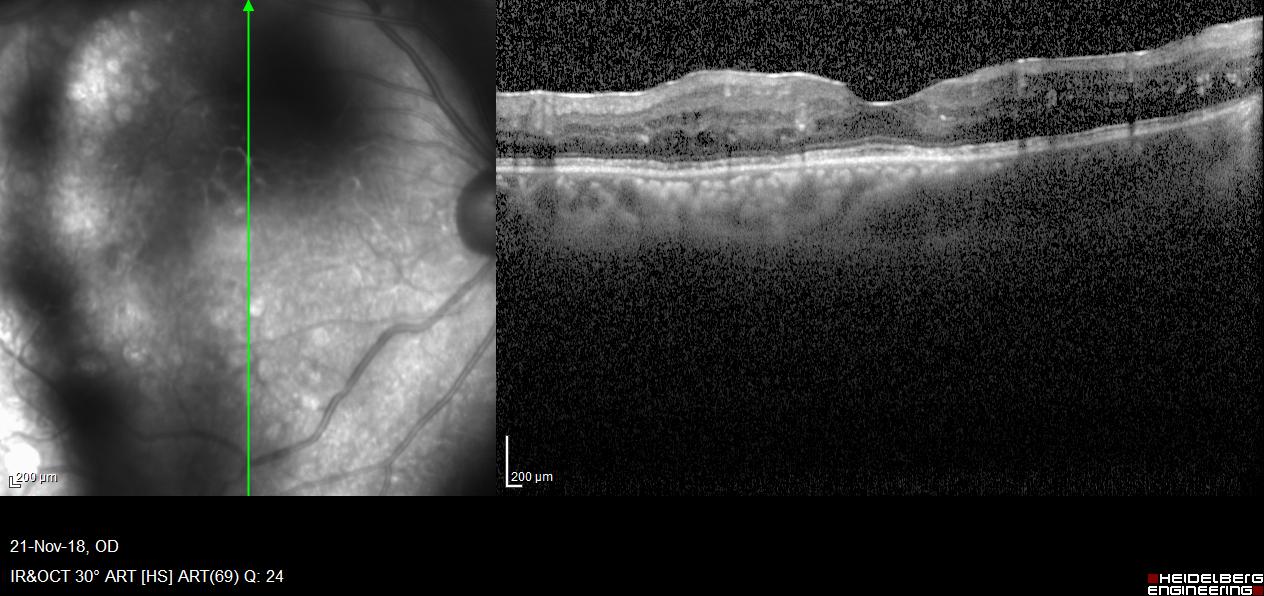 200 µm
200 µm
21-Nov-18, OD
IR&OCT 30° ART [HS] ART(69) Q: 24
HEIDELBERG
ENGINEERING